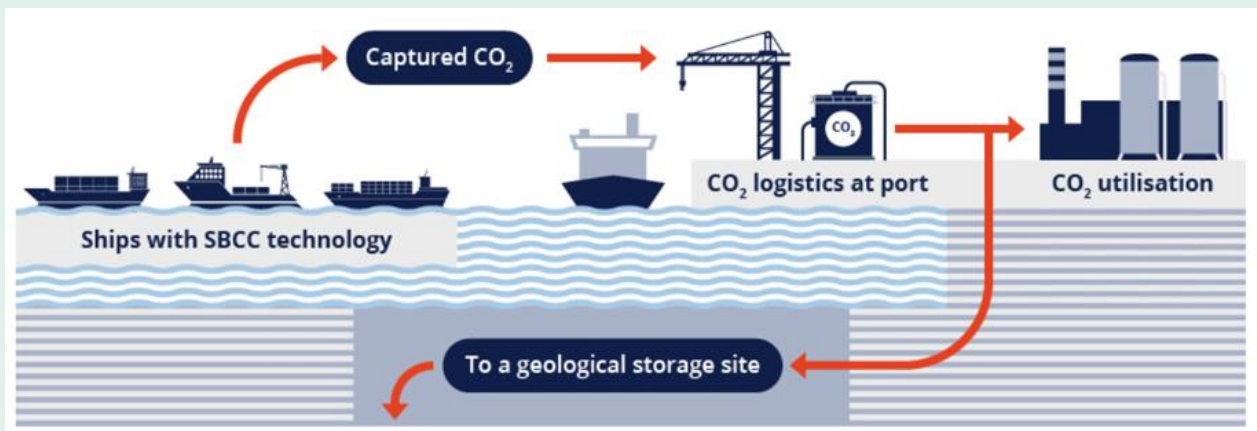 Captured CO₂
CO₂
CO₂ logistics at port
CO₂ utilisation
Ships with SBCC technology
To a geological storage site